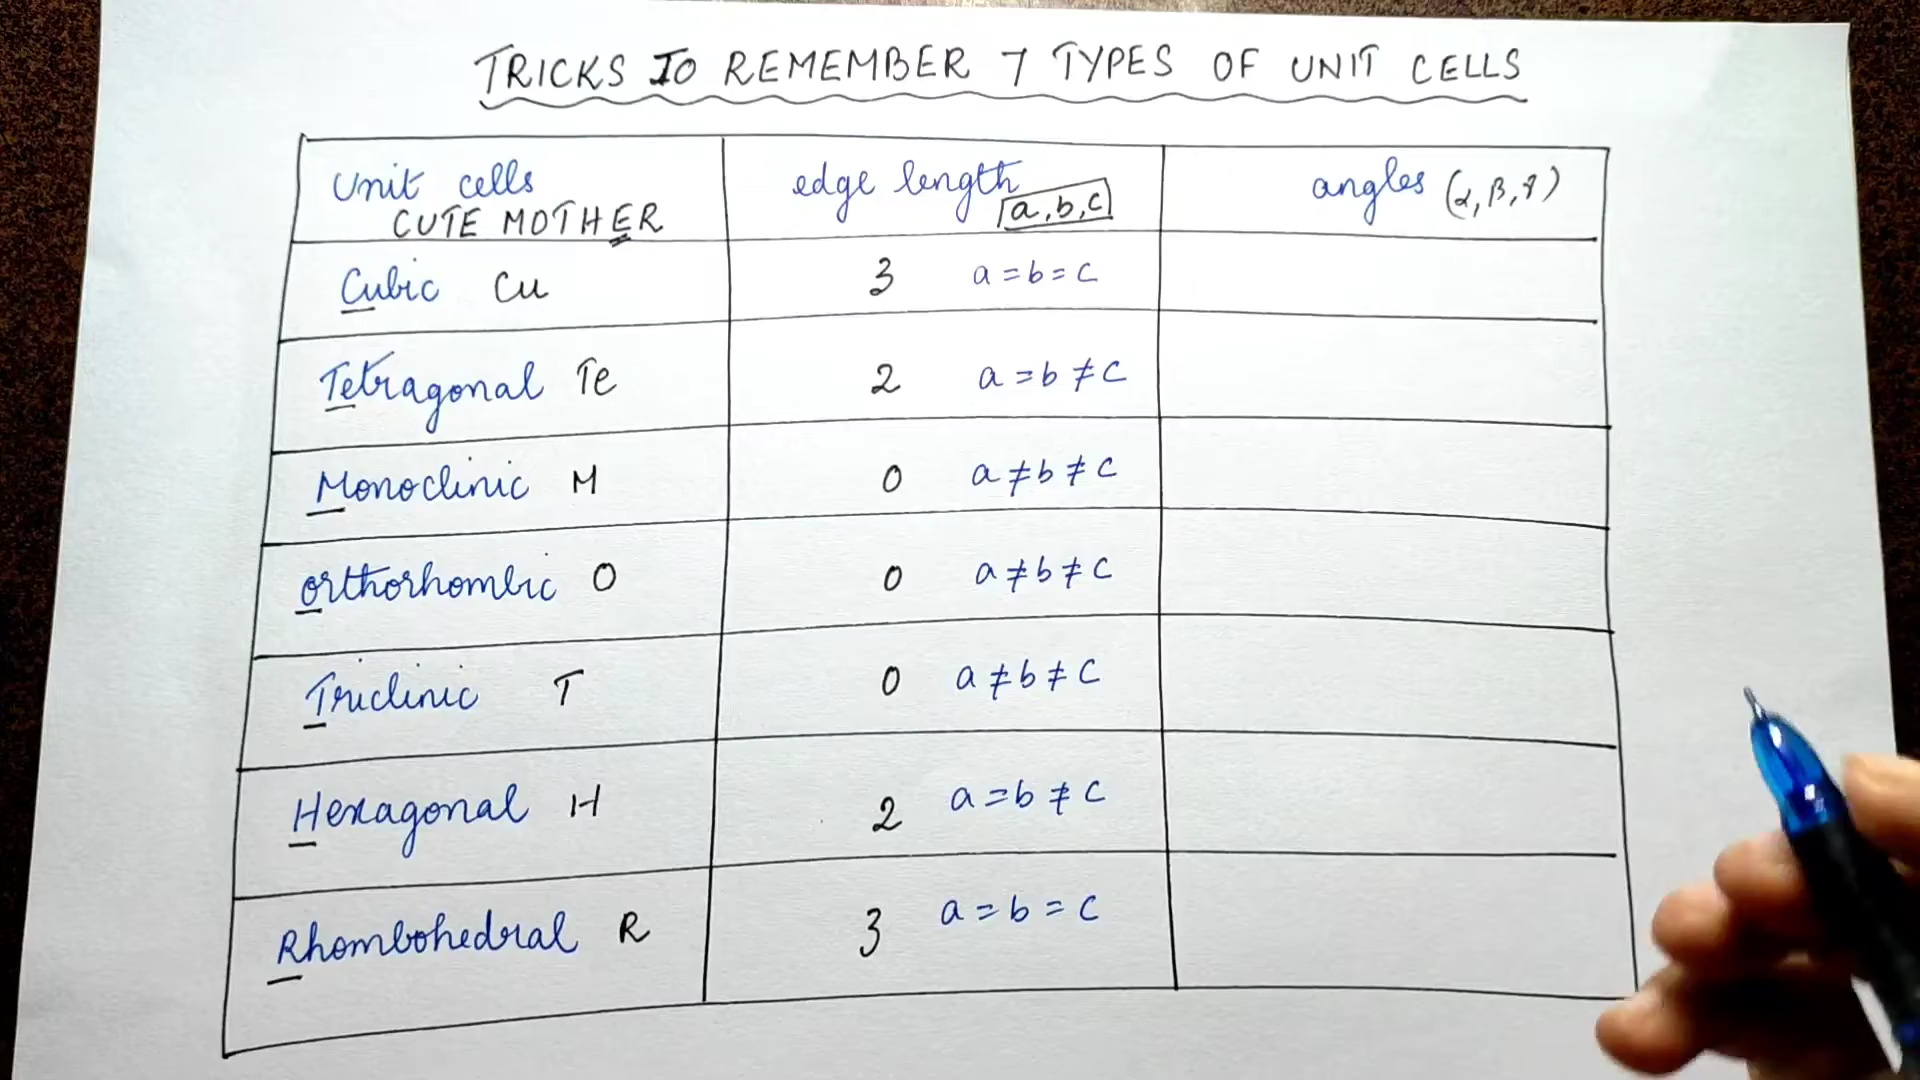 TRICKS TO REMEMBER 7 TYPES OF UNIT CELLS
Unit cells edge length angles (α, β, γ)
CUTE MOTHER a, b, c
Cubic Cu 3 a = b = c
Tetragonal Te 2 a = b ≠ c
Monoclinic M 0 a ≠ b ≠ c
Orthorhombic O 0 a ≠ b ≠ c
Triclinic T 0 a ≠ b ≠ c
Hexagonal H 2 a = b ≠ c
Rhombohedral R 3 a = b = c